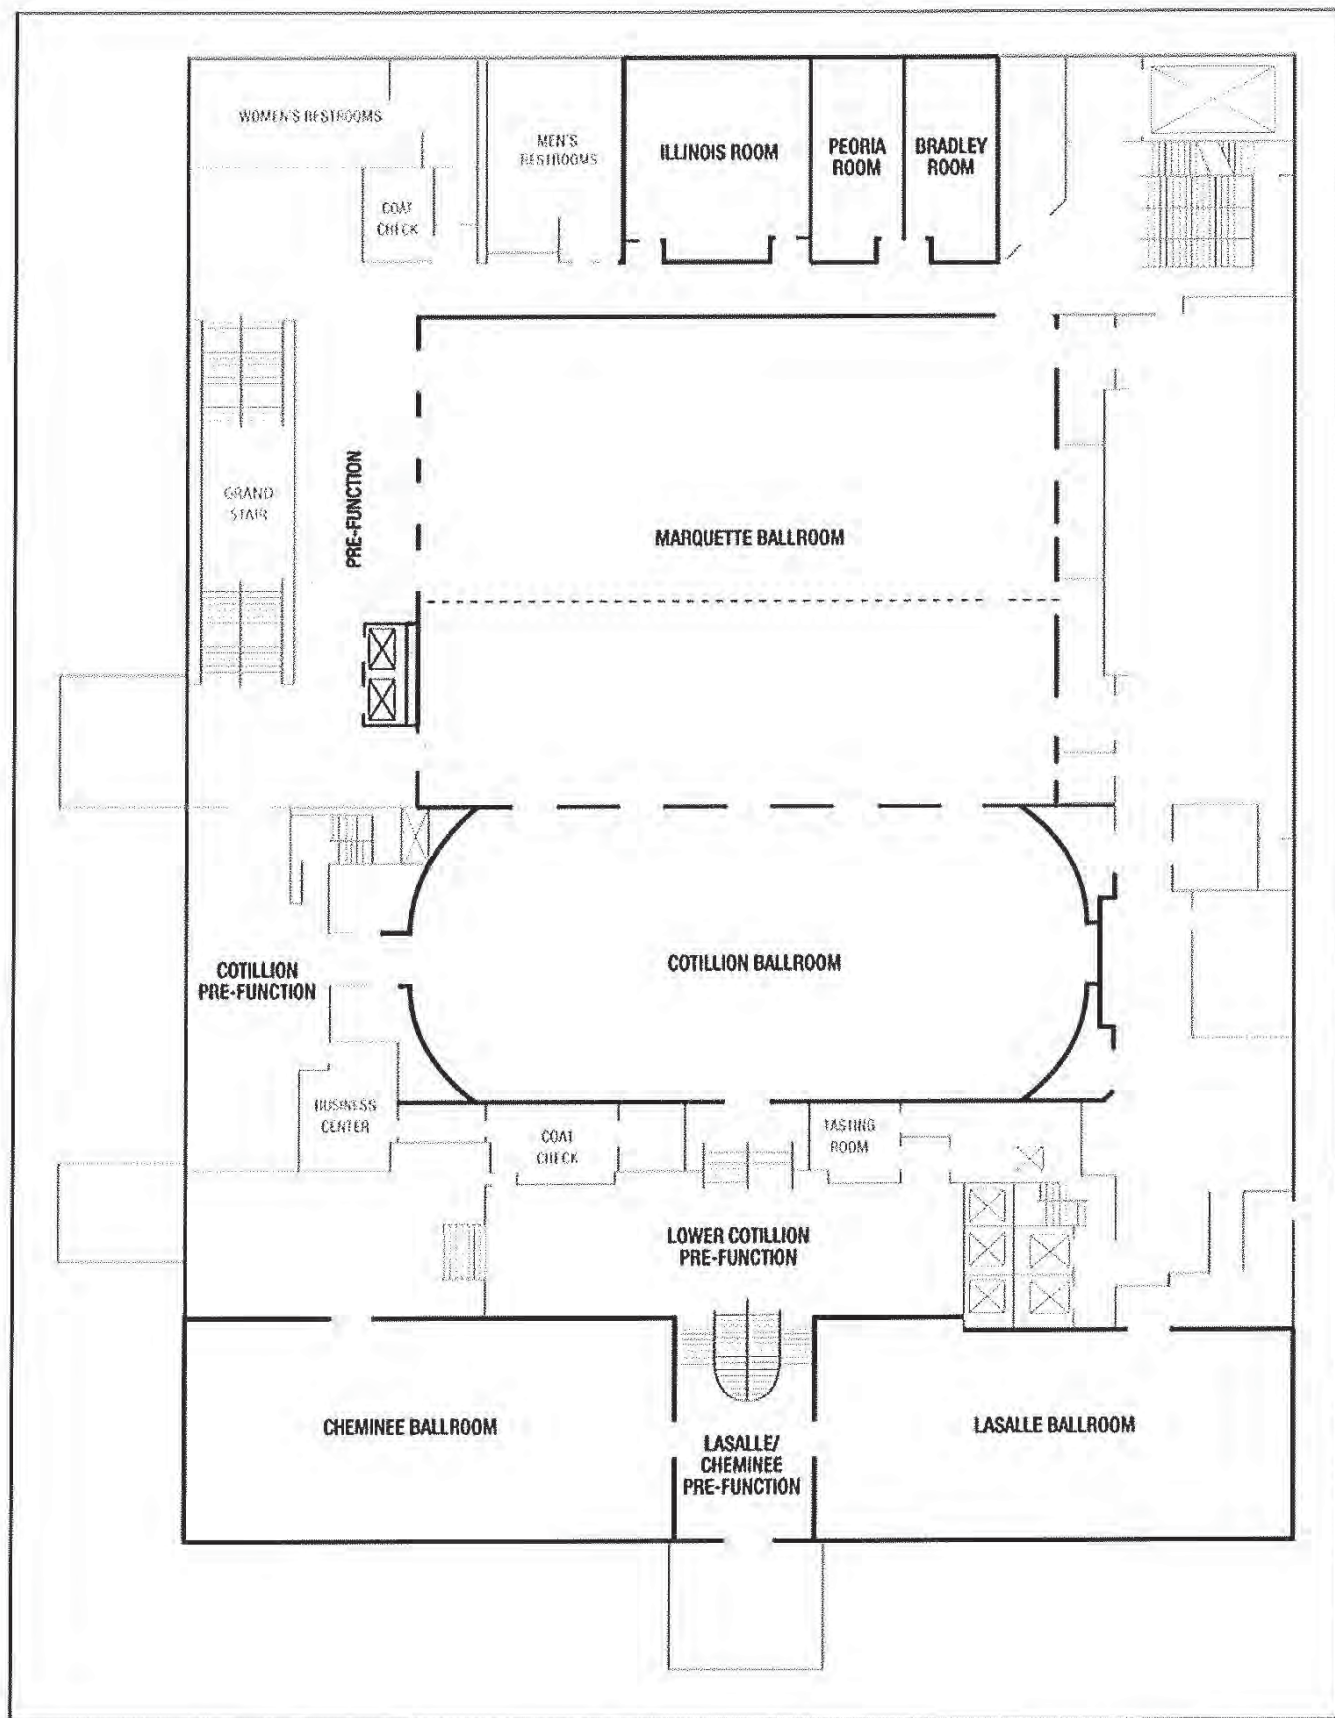 WOMEN'S RESTROOMS
MEN'S
RESTROOMS
ILLINOIS ROOM
PEORIA
ROOM
BRADLEY
ROOM
COAT
CHECK
GRAND
STAIR
PRE-FUNCTION
MARQUETTE BALLROOM
COTILLION
PRE-FUNCTION
COTILLION BALLROOM
BUSINESS
CENTER
COAT
CHECK
TASTING
ROOM
LOWER COTILLION
PRE-FUNCTION
CHEMINEE BALLROOM
LASALLE/
CHEMINEE
PRE-FUNCTION
LASALLE BALLROOM